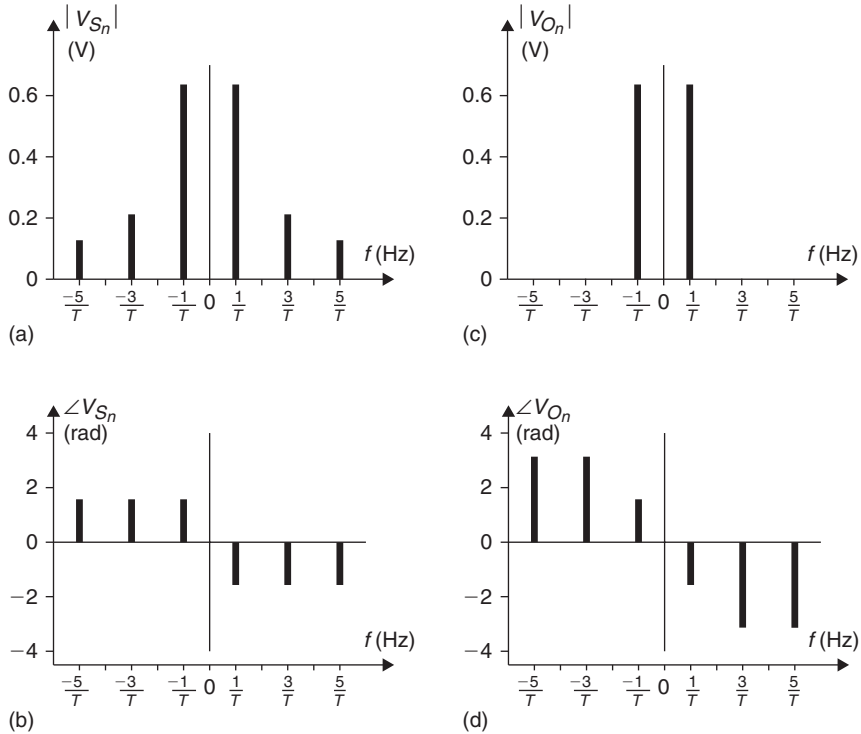 |V_{S_n}|
(V)
0.6
0.4
0.2
0
f (Hz)
−5/T −3/T −1/T 0 1/T 3/T 5/T
(a)
|V_{O_n}|
(V)
0.6
0.4
0.2
0
f (Hz)
−5/T −3/T −1/T 0 1/T 3/T 5/T
(c)
∠V_{S_n}
(rad)
4
2
0
−2
−4
f (Hz)
−5/T −3/T −1/T 0 1/T 3/T 5/T
(b)
∠V_{O_n}
(rad)
4
2
0
−2
−4
f (Hz)
−5/T −3/T −1/T 0 1/T 3/T 5/T
(d)